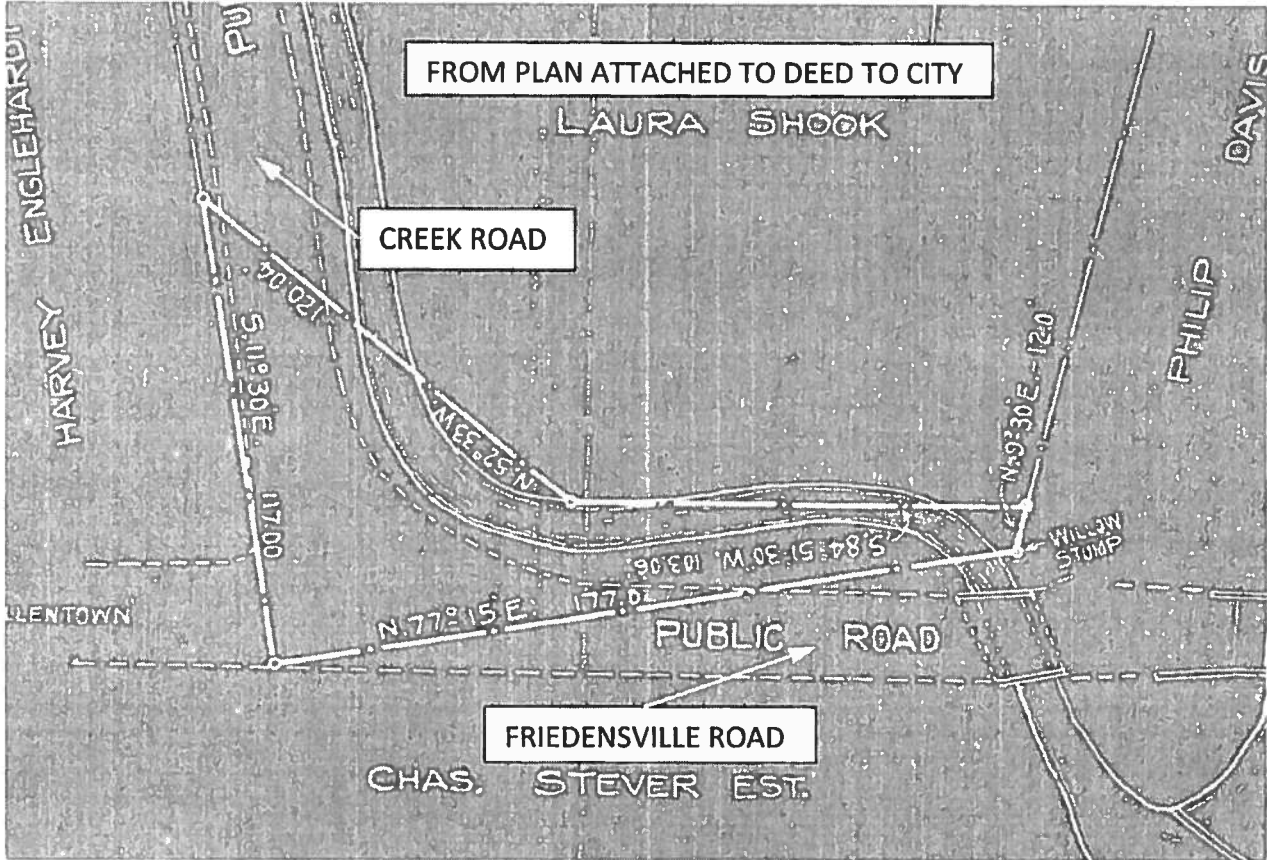 PU
FROM PLAN ATTACHED TO DEED TO CITY
LAURA SHOOK
DAVIS
PHILIP
HARVEY ENGLEHARDT
CREEK ROAD
120.04
N. 52° 33' W.
S. 11° 30' E.
117.00
N. 9° 30' E. - 12.0'
WILLOW
STUMP
S. 84° 51' 30" W. 103.06
LLENTOWN
N. 77° 15' E. 177.0
PUBLIC ROAD
FRIEDENSVILLE ROAD
CHAS. STEVER EST.